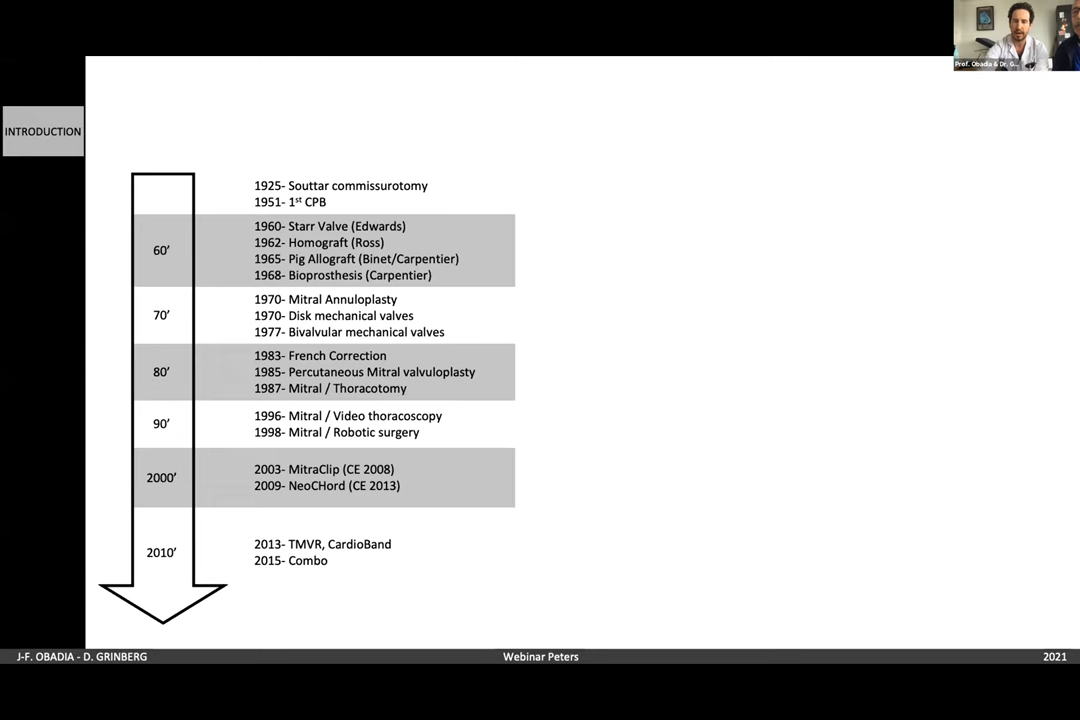 Prof. Obadia & Dr. G...
INTRODUCTION
1925- Souttar commissurotomy
1951- 1st CPB
60’
1960- Starr Valve (Edwards)
1962- Homograft (Ross)
1965- Pig Allograft (Binet/Carpentier)
1968- Bioprosthesis (Carpentier)
70’
1970- Mitral Annuloplasty
1970- Disk mechanical valves
1977- Bivalvular mechanical valves
80’
1983- French Correction
1985- Percutaneous Mitral valvuloplasty
1987- Mitral / Thoracotomy
90’
1996- Mitral / Video thoracoscopy
1998- Mitral / Robotic surgery
2000’
2003- MitraClip (CE 2008)
2009- NeoCHord (CE 2013)
2010’
2013- TMVR, CardioBand
2015- Combo
J-F. OBADIA - D. GRINBERG
Webinar Peters
2021